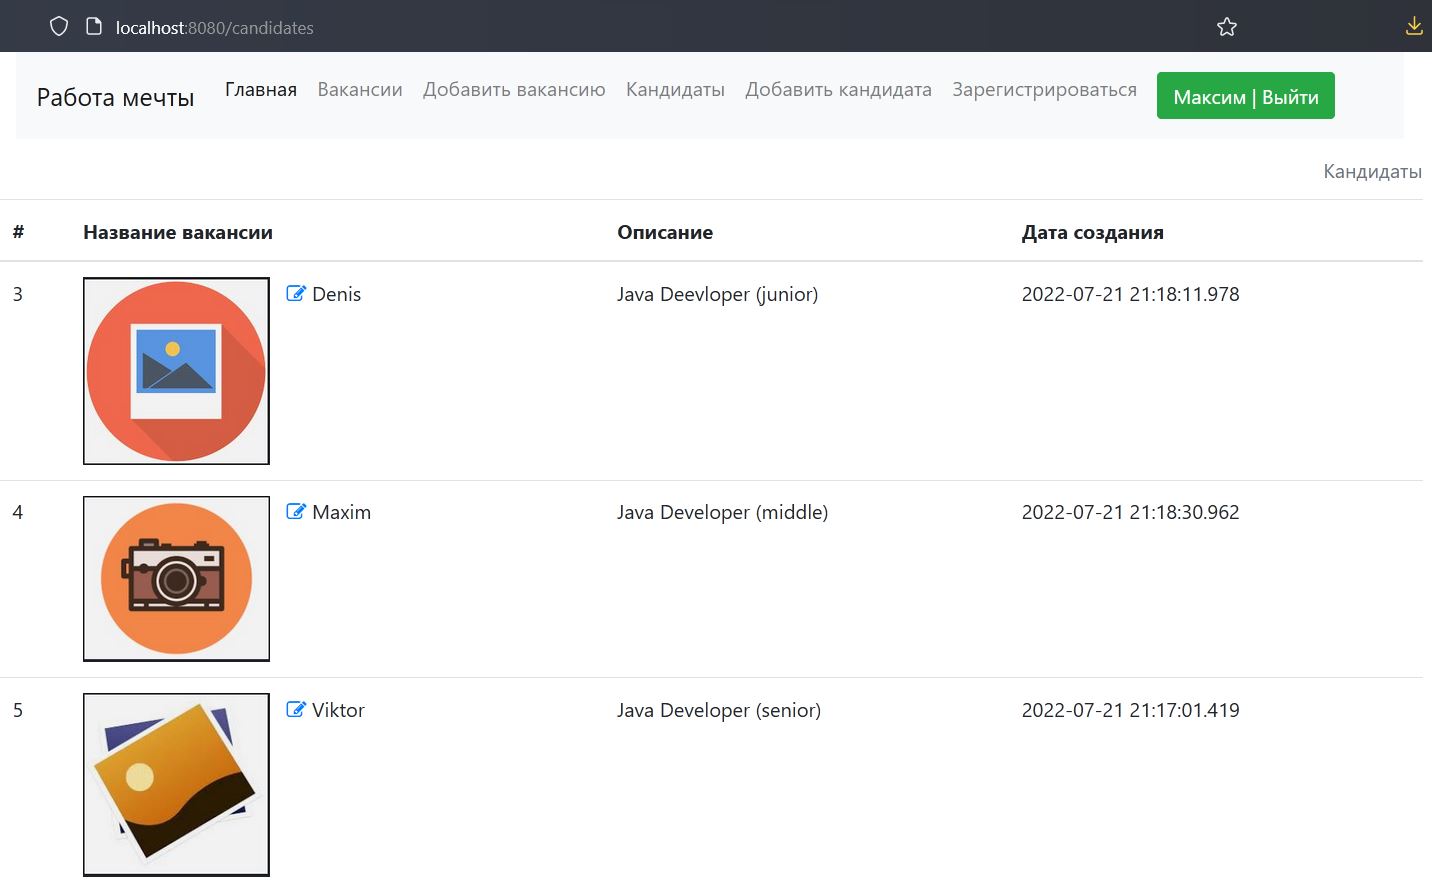 localhost:8080/candidates
Работа мечты Главная Вакансии Добавить вакансию Кандидаты Добавить кандидата Зарегистрироваться Максим | Выйти
Кандидаты
# Название вакансии Описание Дата создания
3 Denis Java Deevloper (junior) 2022-07-21 21:18:11.978
4 Maxim Java Developer (middle) 2022-07-21 21:18:30.962
5 Viktor Java Developer (senior) 2022-07-21 21:17:01.419